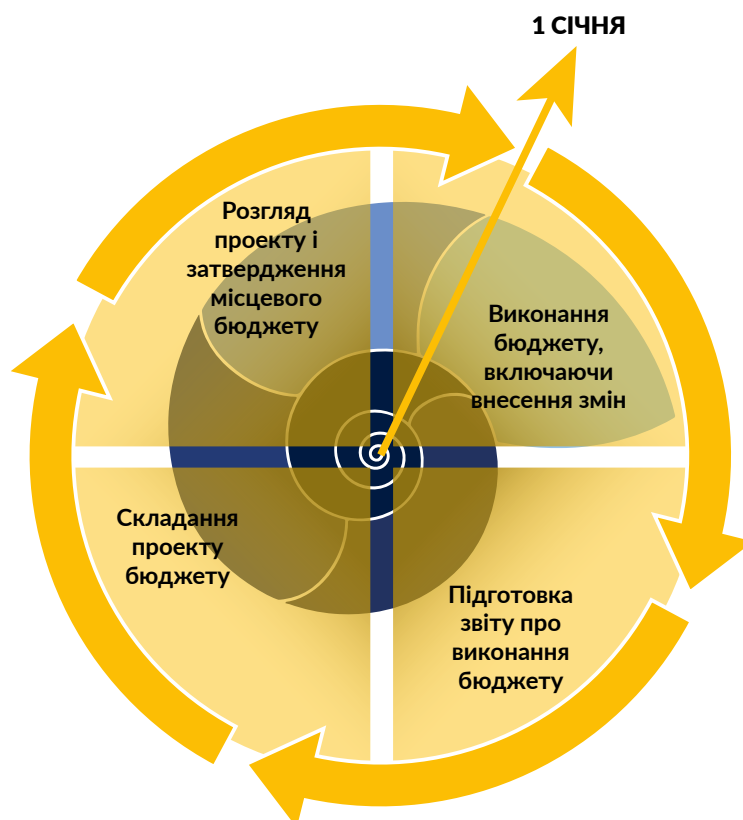 1 СІЧНЯ
Розгляд
проекту і
затвердження
місцевого
бюджету
Виконання
бюджету,
включаючи
внесення змін
Складання
проекту
бюджету
Підготовка
звіту про
виконання
бюджету